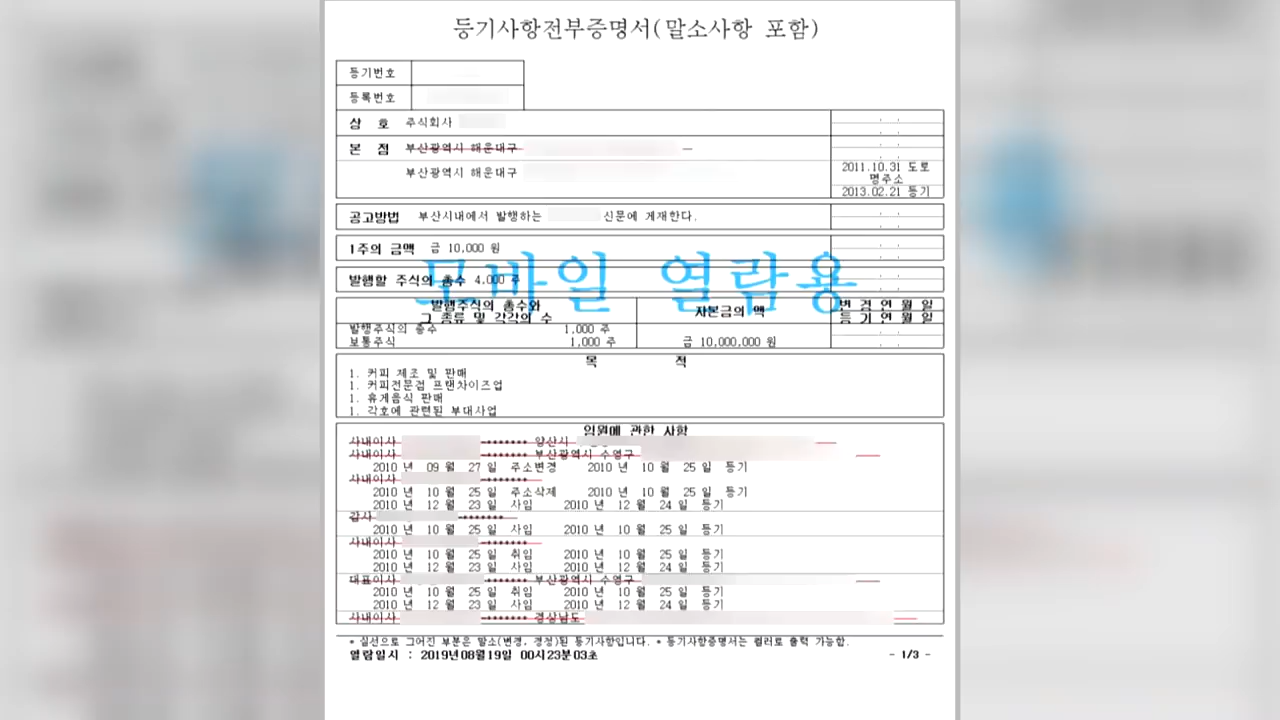 등기사항전부증명서(말소사항 포함)
등기번호
등록번호
상 호 주식회사
본 점 부산광역시 해운대구
부산광역시 해운대구
2011.10.31 도로
명주소
2013.02.21 등기
공고방법 부산시내에서 발행하는 신문에 게재한다.
1주의 금액 금 10,000 원
모바일 열람용
발행할 주식의 총수 4,000 주
발행주식의 총수와
그 종류 및 각각의 수
자본금의 액
변 경 연 월 일
등 기 연 월 일
발행주식의 총수 1,000 주
보통주식 1,000 주 금 10,000,000 원
목 적
1. 커피 제조 및 판매
1. 커피전문점 프랜차이즈업
1. 휴게음식 판매
1. 각호에 관련된 부대사업
임원에 관한 사항
사내이사 -******* 양산시
사내이사 -******* 부산광역시 수영구
2010 년 09 월 27 일 주소변경 2010 년 10 월 25 일 등기
사내이사 -*******
2010 년 10 월 25 일 주소삭제 2010 년 10 월 25 일 등기
2010 년 12 월 23 일 사임 2010 년 12 월 24 일 등기
감사 -*******
2010 년 10 월 25 일 사임 2010 년 10 월 25 일 등기
사내이사 -*******
2010 년 10 월 25 일 취임 2010 년 10 월 25 일 등기
2010 년 12 월 23 일 사임 2010 년 12 월 24 일 등기
대표이사 -******* 부산광역시 수영구
2010 년 10 월 25 일 취임 2010 년 10 월 25 일 등기
2010 년 12 월 23 일 사임 2010 년 12 월 24 일 등기
사내이사 -******* 경상남도
* 실선으로 그어진 부분은 말소(변경, 경정)된 등기사항입니다. * 등기사항증명서는 컬러로 출력 가능함.
열람일시 : 2019년08월19일 00시23분03초
- 1/3 -